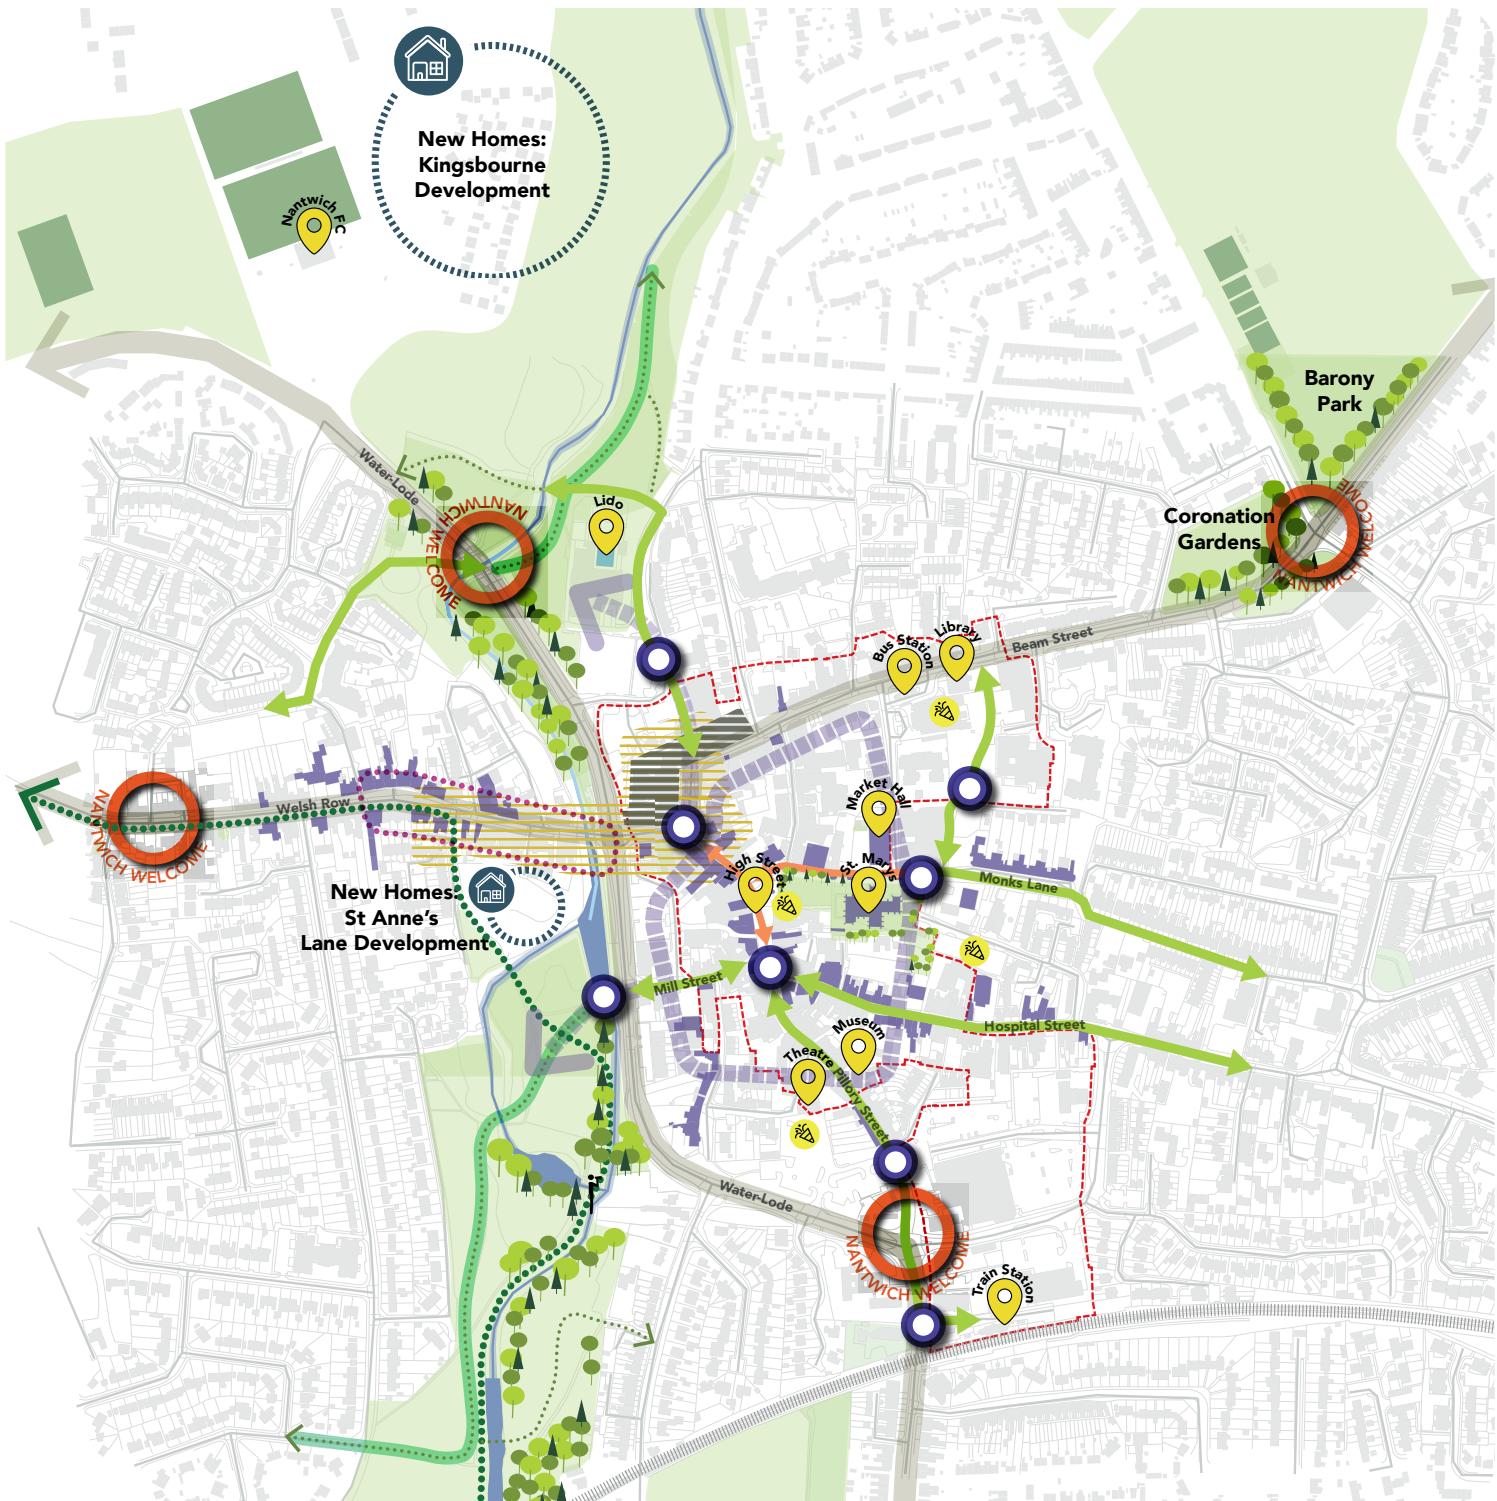 New Homes:
Kingsbourne
Development
Nantwich FC
Barony
Park
Water-Lode
NANTWICH WELCOME
Lido
Coronation
Gardens
NANTWICH WELCOME
Library
Bus Station
Beam Street
Market Hall
Welsh Row
NANTWICH WELCOME
High Street
St. Marys
Monks Lane
New Homes:
St Anne's
Lane Development
Mill Street
Hospital Street
Museum
Theatre
Pillory Street
Water-Lode
NANTWICH WELCOME
Train Station